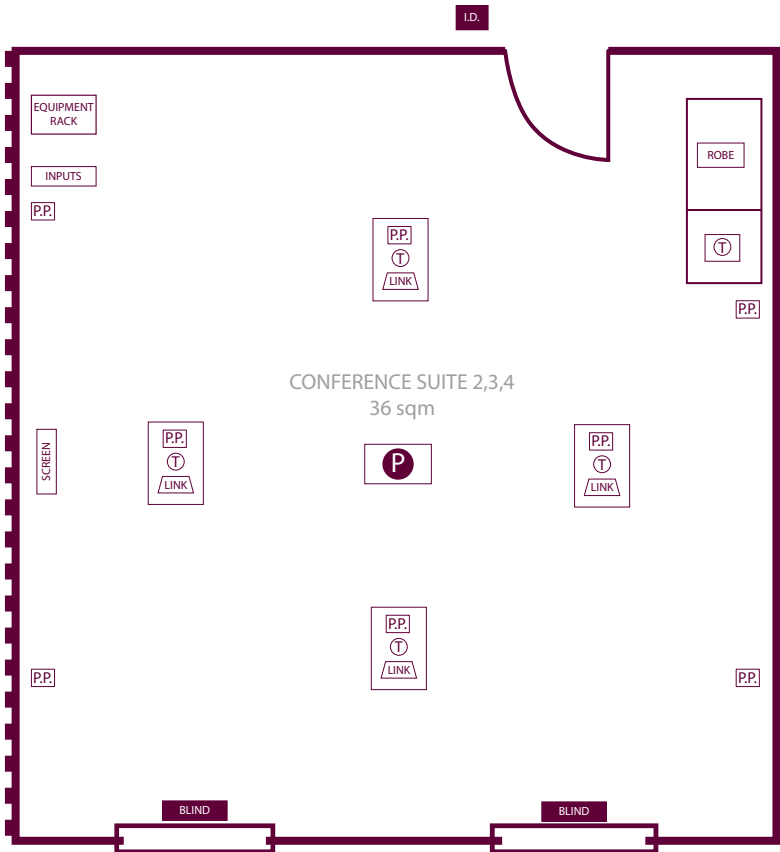 I.D.
EQUIPMENT
RACK
ROBE
INPUTS
P.P.
P.P.
T
LINK
T
P.P.
CONFERENCE SUITE 2,3,4
36 sqm
SCREEN
P.P.
T
LINK
P
P.P.
T
LINK
P.P.
T
LINK
P.P.
P.P.
BLIND
BLIND